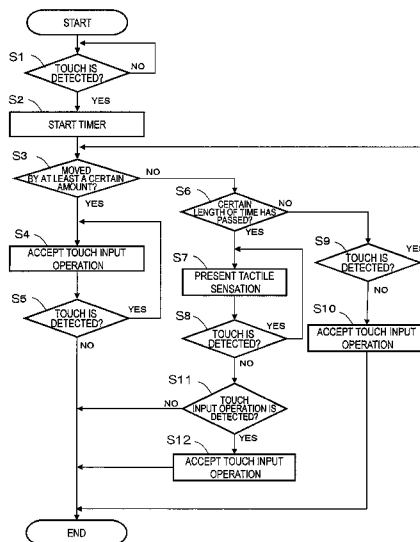 START
S1
TOUCH IS
DETECTED?
NO
YES
S2
START TIMER
S3
MOVED
BY AT LEAST A CERTAIN
AMOUNT?
NO
YES
S4
ACCEPT TOUCH INPUT
OPERATION
S5
TOUCH IS
DETECTED?
YES
NO
S6
CERTAIN
LENGTH OF TIME HAS
PASSED?
NO
YES
S7
PRESENT TACTILE
SENSATION
S8
TOUCH IS
DETECTED?
YES
NO
S9
TOUCH IS
DETECTED?
YES
NO
S10
ACCEPT TOUCH INPUT
OPERATION
S11
TOUCH
INPUT OPERATION IS
DETECTED?
NO
YES
S12
ACCEPT TOUCH INPUT
OPERATION
END